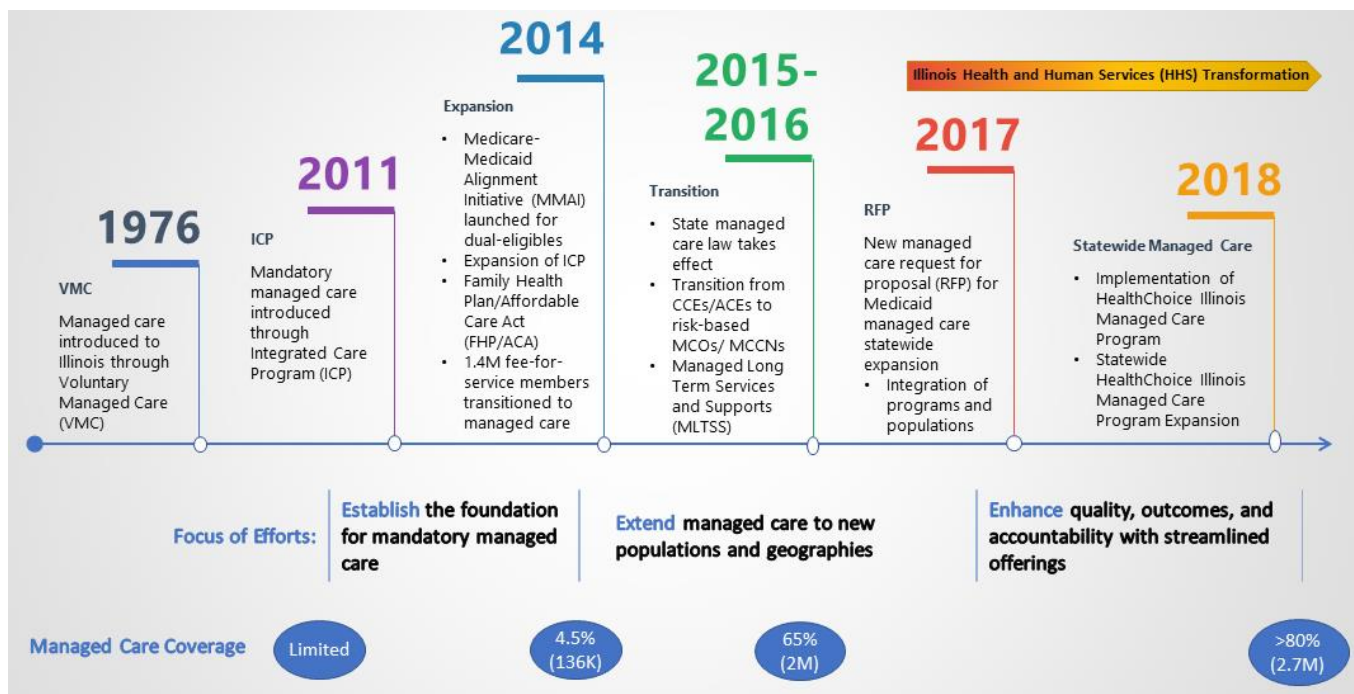 1976
VMC
Managed care
introduced to
Illinois through
Voluntary
Managed Care
(VMC)
2011
ICP
Mandatory
managed care
introduced
through
Integrated Care
Program (ICP)
2014
Expansion
• Medicare-
Medicaid
Alignment
Initiative (MMAI)
launched for
dual-eligibles
• Expansion of ICP
• Family Health
Plan/Affordable
Care Act
(FHP/ACA)
• 1.4M fee-for-
service members
transitioned to
managed care
2015-
2016
Transition
• State managed
care law takes
effect
• Transition from
CCEs/ACEs to
risk-based
MCOs/ MCCNs
• Managed Long
Term Services
and Supports
(MLTSS)
Illinois Health and Human Services (HHS) Transformation
2017
RFP
New managed
care request for
proposal (RFP) for
Medicaid
managed care
statewide
expansion
• Integration of
programs and
populations
2018
Statewide Managed Care
• Implementation of
HealthChoice Illinois
Managed Care
Program
• Statewide
HealthChoice Illinois
Managed Care
Program Expansion
Focus of Efforts:
Establish the foundation
for mandatory managed
care
Extend managed care to new
populations and geographies
Enhance quality, outcomes, and
accountability with streamlined
offerings
Managed Care Coverage
Limited
4.5%
(136K)
65%
(2M)
>80%
(2.7M)